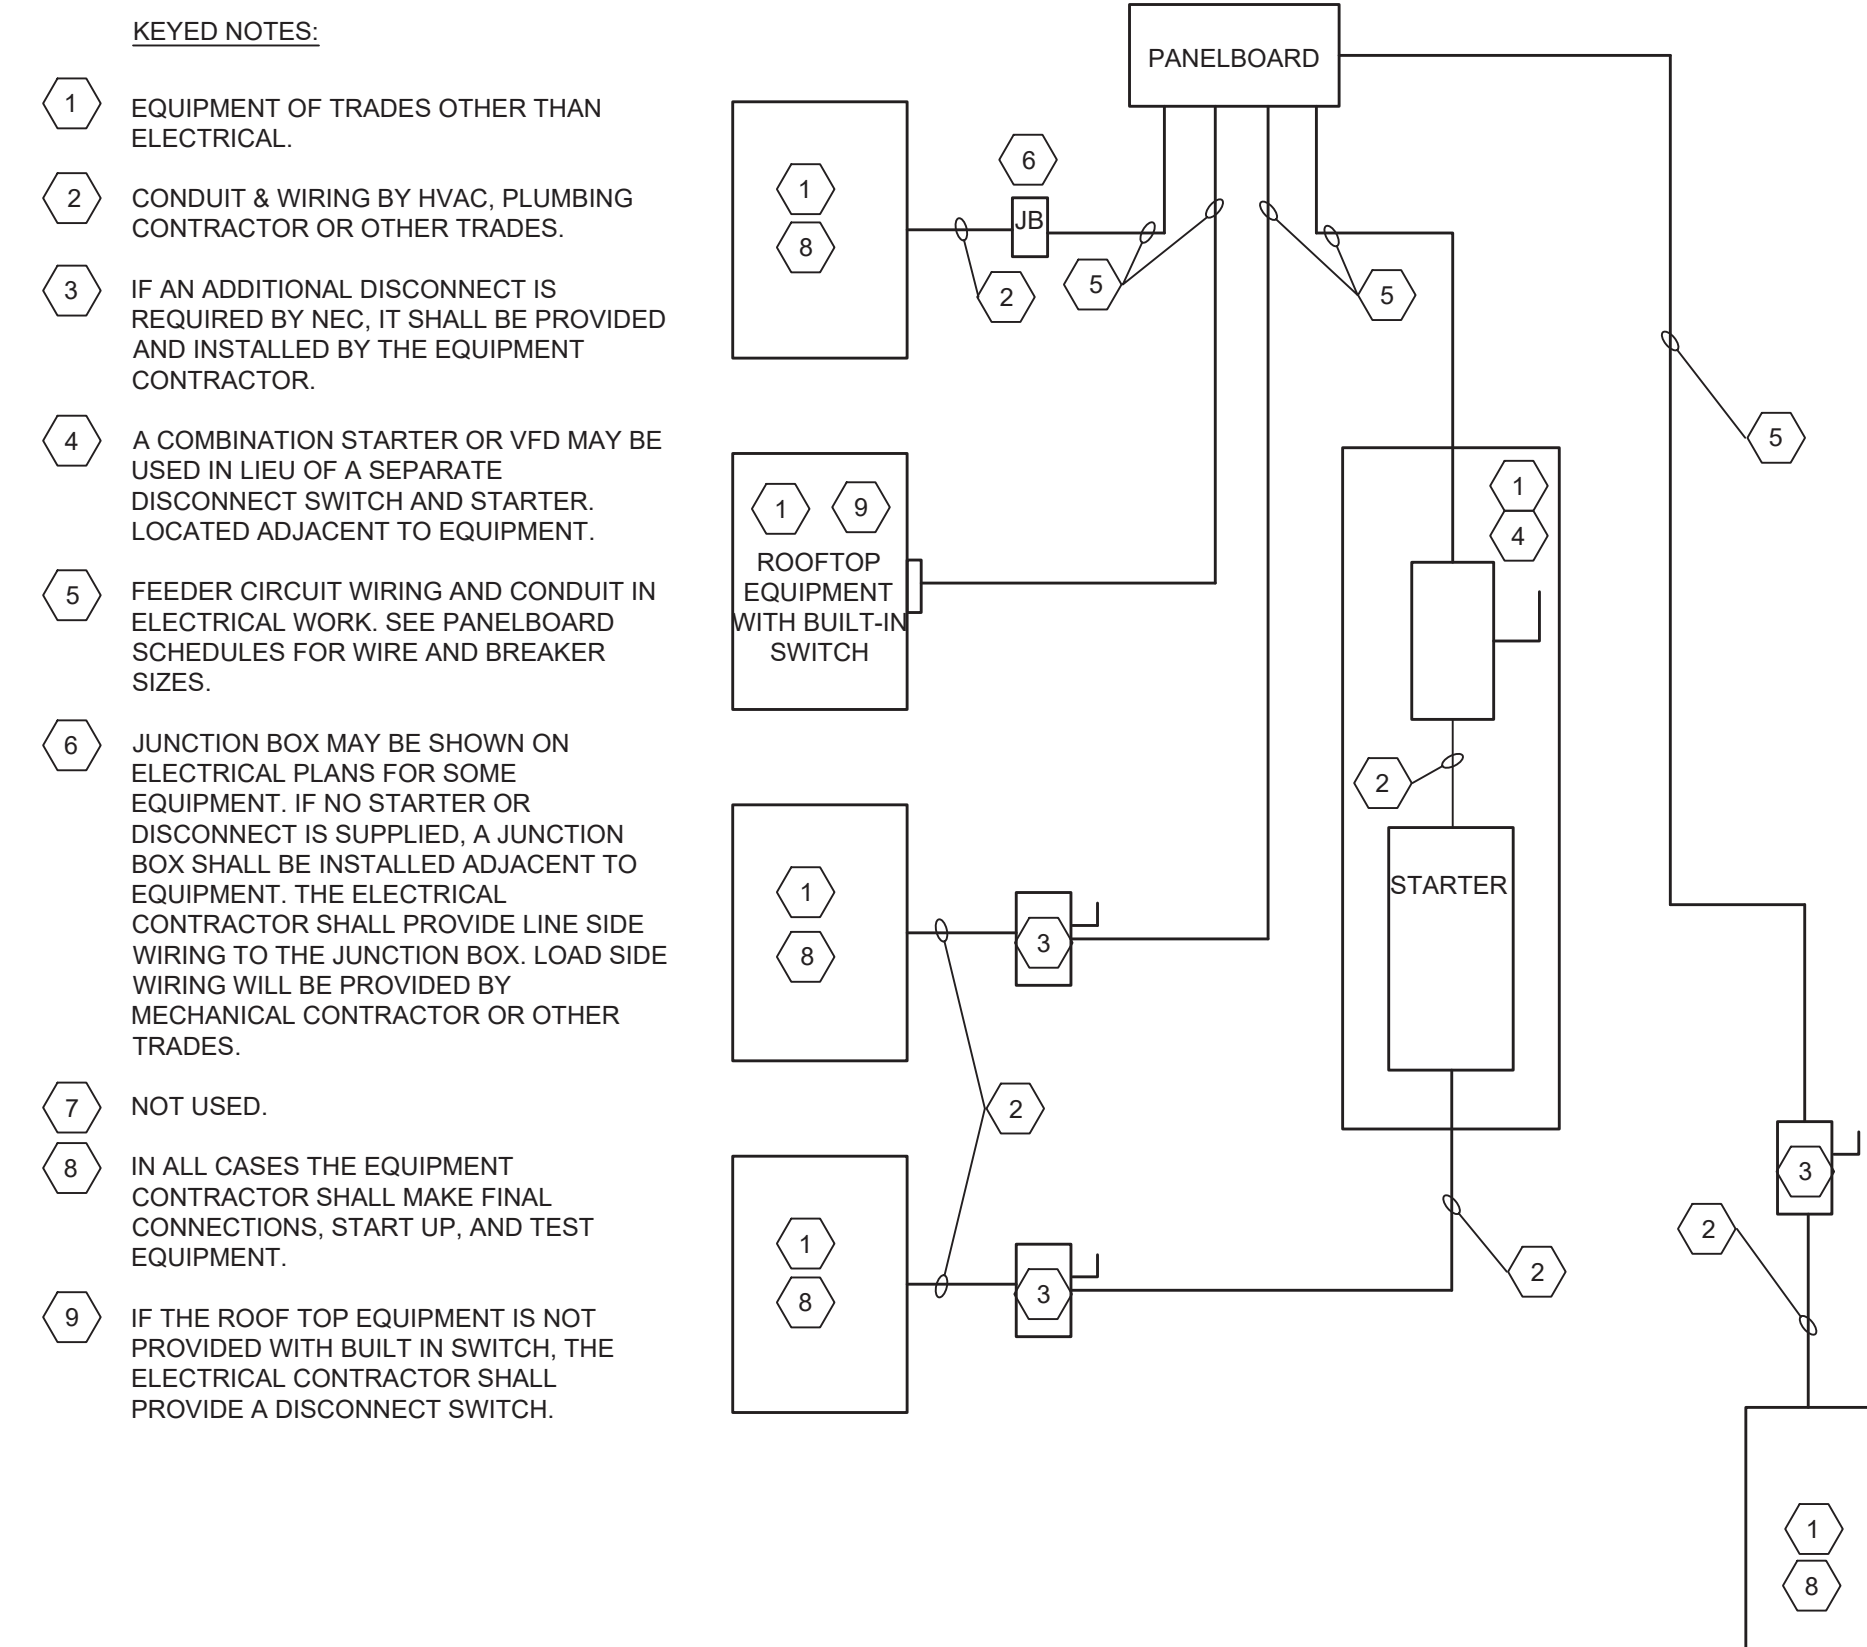 KEYED NOTES:
1
EQUIPMENT OF TRADES OTHER THAN
ELECTRICAL.
2
CONDUIT & WIRING BY HVAC, PLUMBING
CONTRACTOR OR OTHER TRADES.
3
IF AN ADDITIONAL DISCONNECT IS
REQUIRED BY NEC, IT SHALL BE PROVIDED
AND INSTALLED BY THE EQUIPMENT
CONTRACTOR.
4
A COMBINATION STARTER OR VFD MAY BE
USED IN LIEU OF A SEPARATE
DISCONNECT SWITCH AND STARTER.
LOCATED ADJACENT TO EQUIPMENT.
5
FEEDER CIRCUIT WIRING AND CONDUIT IN
ELECTRICAL WORK. SEE PANELBOARD
SCHEDULES FOR WIRE AND BREAKER
SIZES.
6
JUNCTION BOX MAY BE SHOWN ON
ELECTRICAL PLANS FOR SOME
EQUIPMENT. IF NO STARTER OR
DISCONNECT IS SUPPLIED, A JUNCTION
BOX SHALL BE INSTALLED ADJACENT TO
EQUIPMENT. THE ELECTRICAL
CONTRACTOR SHALL PROVIDE LINE SIDE
WIRING TO THE JUNCTION BOX. LOAD SIDE
WIRING WILL BE PROVIDED BY
MECHANICAL CONTRACTOR OR OTHER
TRADES.
7
NOT USED.
8
IN ALL CASES THE EQUIPMENT
CONTRACTOR SHALL MAKE FINAL
CONNECTIONS, START UP, AND TEST
EQUIPMENT.
9
IF THE ROOF TOP EQUIPMENT IS NOT
PROVIDED WITH BUILT IN SWITCH, THE
ELECTRICAL CONTRACTOR SHALL
PROVIDE A DISCONNECT SWITCH.
PANELBOARD
1
8
6
JB
2
5
5
5
1 9
ROOFTOP
EQUIPMENT
WITH BUILT-IN
SWITCH
1
4
2
STARTER
1
8
3
2
1
8
3
2
3
2
1
8